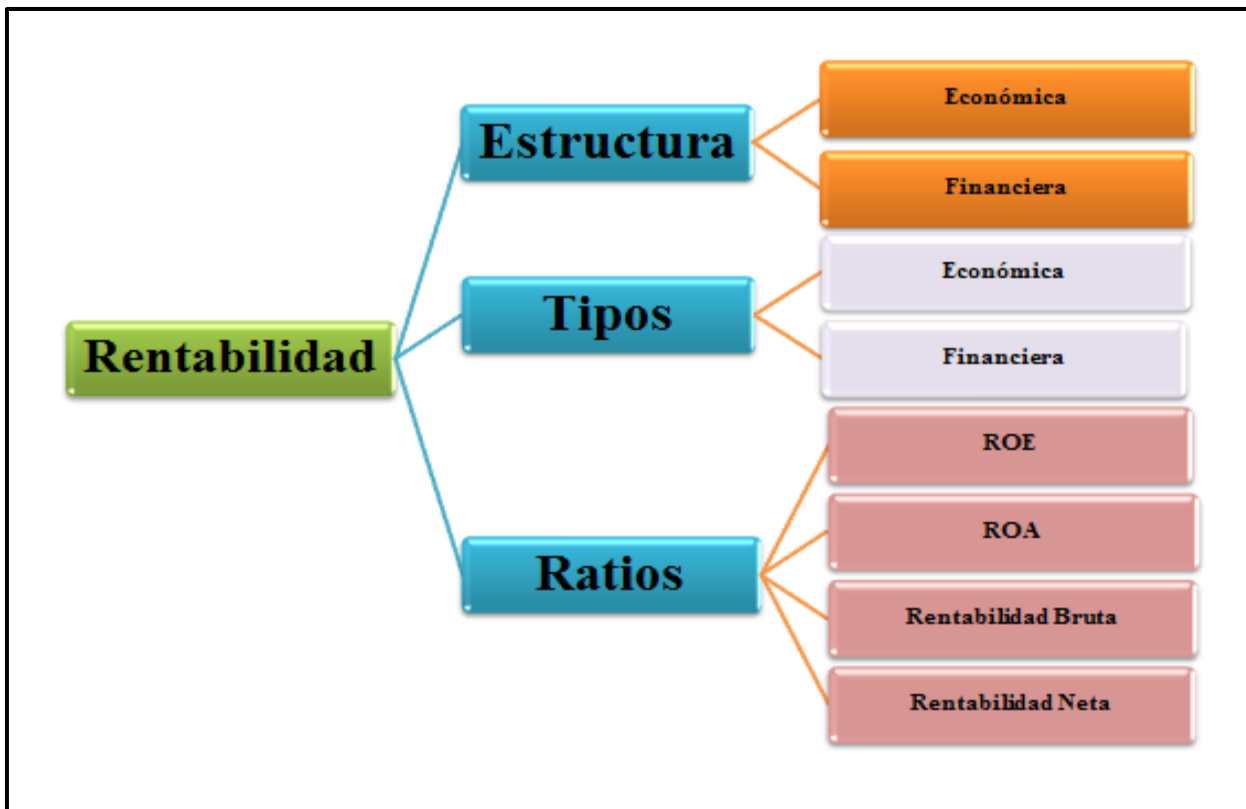 Rentabilidad
Estructura
Económica
Financiera
Tipos
Económica
Financiera
Ratios
ROE
ROA
Rentabilidad Bruta
Rentabilidad Neta